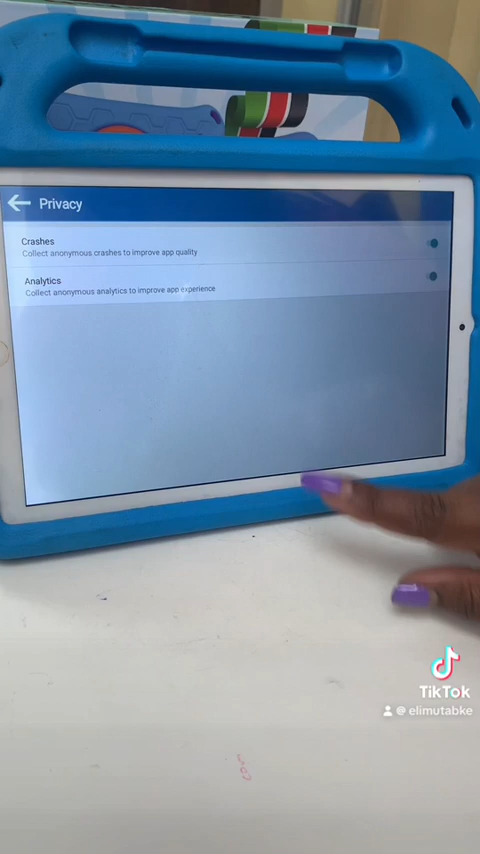 Privacy
Crashes
Collect anonymous crashes to improve app quality
Analytics
Collect anonymous analytics to improve app experience
TikTok
@elimutabke